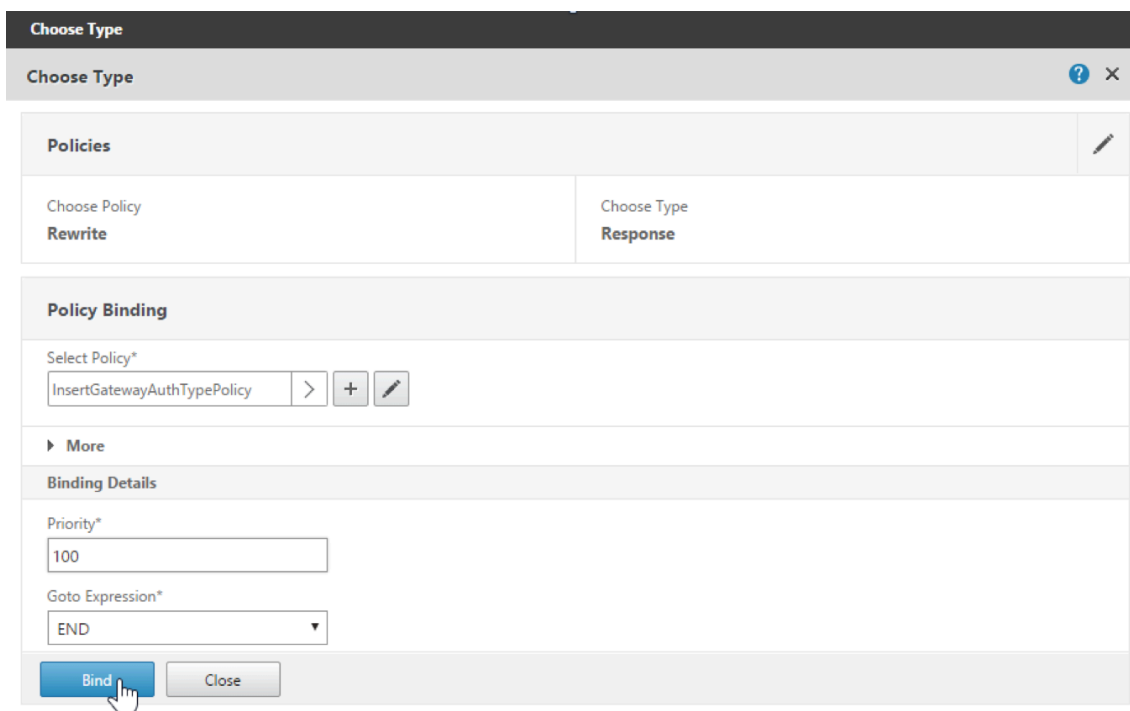 Choose Type
Choose Type
?
Policies
Choose Policy
Choose Type
Rewrite
Response
Policy Binding
Select Policy*
InsertGatewayAuthTypePolicy
More
Binding Details
Priority*
100
Goto Expression*
END
Bind
Close